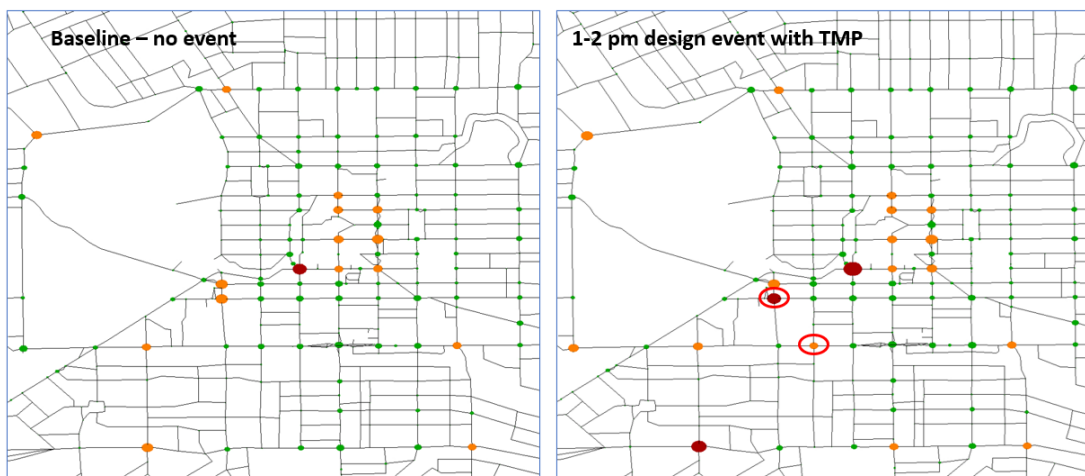 Baseline – no event
1-2 pm design event with TMP